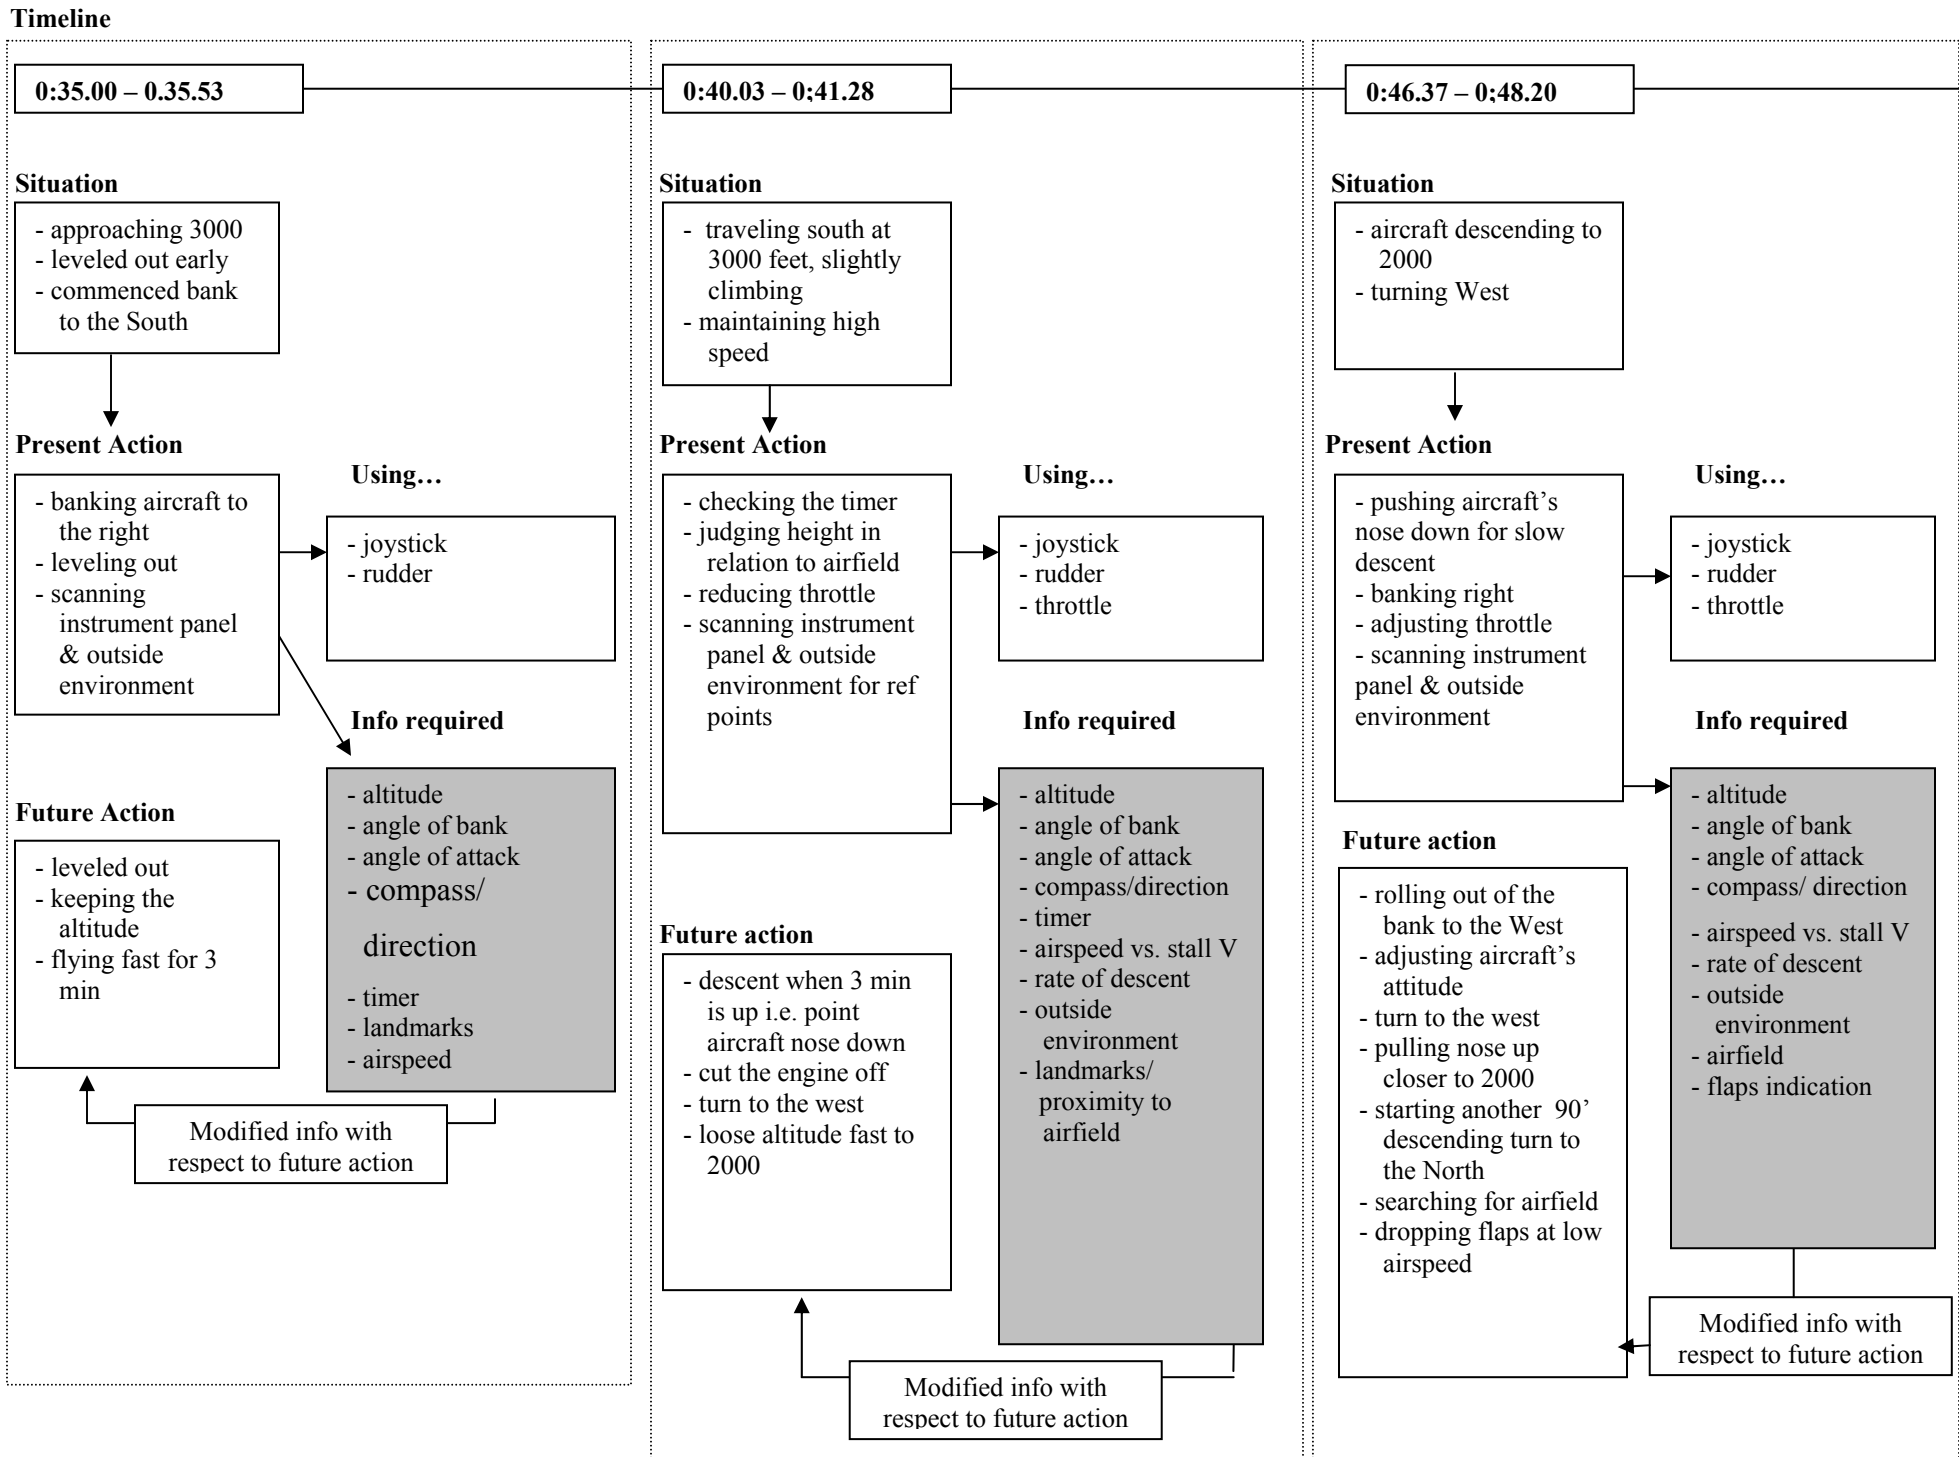 Timeline
0:35.00 – 0.35.53
Situation
- approaching 3000
- leveled out early
- commenced bank
to the South
Present Action
- banking aircraft to
the right
- leveling out
- scanning
instrument panel
& outside
environment
Using…
- joystick
- rudder
Info required
- altitude
- angle of bank
- angle of attack
- compass/
direction
- timer
- landmarks
- airspeed
Future Action
- leveled out
- keeping the
altitude
- flying fast for 3
min
Modified info with
respect to future action
0:40.03 – 0;41.28
Situation
- traveling south at
3000 feet, slightly
climbing
- maintaining high
speed
Present Action
- checking the timer
- judging height in
relation to airfield
- reducing throttle
- scanning instrument
panel & outside
environment for ref
points
Using…
- joystick
- rudder
- throttle
Info required
- altitude
- angle of bank
- angle of attack
- compass/direction
- timer
- airspeed vs. stall V
- rate of descent
- outside
environment
- landmarks/
proximity to
airfield
Future action
- descent when 3 min
is up i.e. point
aircraft nose down
- cut the engine off
- turn to the west
- loose altitude fast to
2000
Modified info with
respect to future action
0:46.37 – 0;48.20
Situation
- aircraft descending to
2000
- turning West
Present Action
- pushing aircraft’s
nose down for slow
descent
- banking right
- adjusting throttle
- scanning instrument
panel & outside
environment
Using…
- joystick
- rudder
- throttle
Info required
- altitude
- angle of bank
- angle of attack
- compass/ direction
- airspeed vs. stall V
- rate of descent
- outside
environment
- airfield
- flaps indication
Future action
- rolling out of the
bank to the West
- adjusting aircraft’s
attitude
- turn to the west
- pulling nose up
closer to 2000
- starting another 90’
descending turn to
the North
- searching for airfield
- dropping flaps at low
airspeed
Modified info with
respect to future action